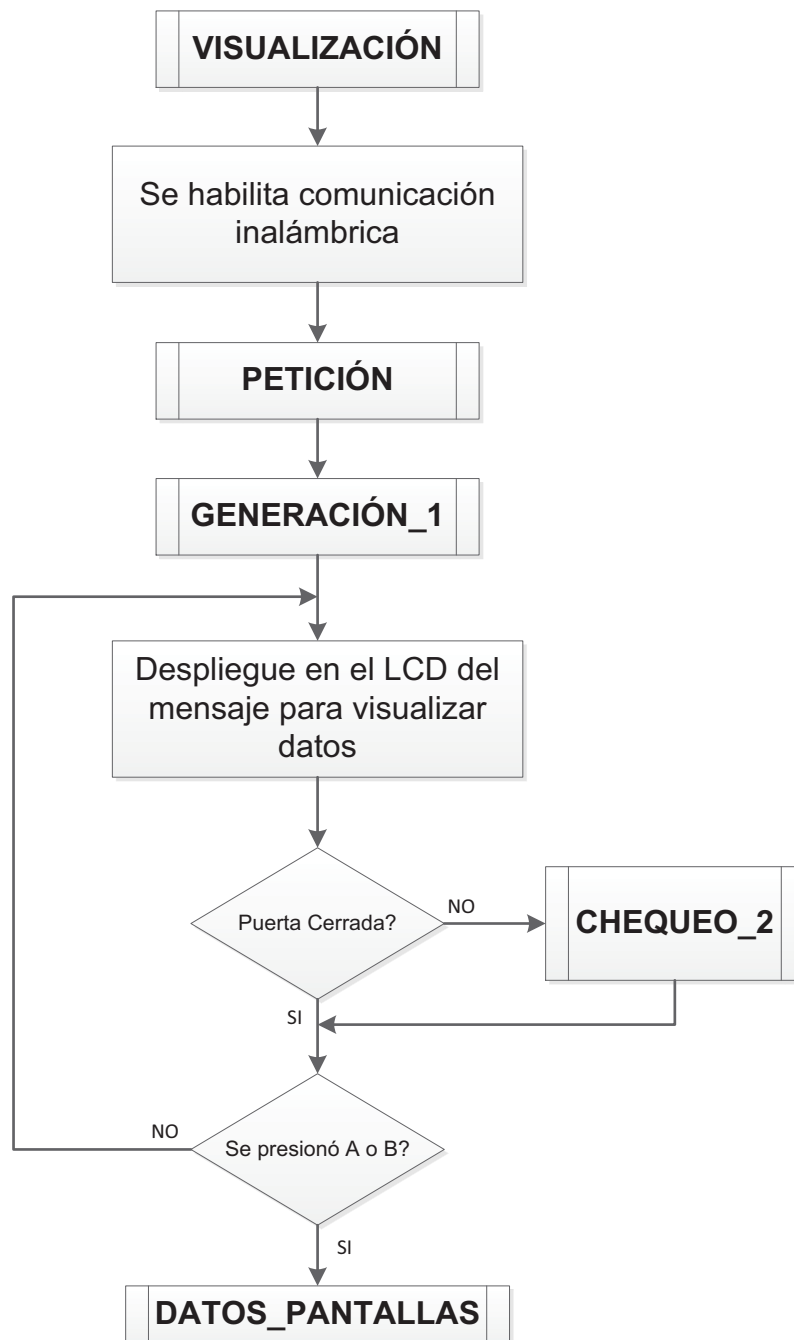 VISUALIZACIÓN
Se habilita comunicación
inalámbrica
PETICIÓN
GENERACIÓN_1
Despliegue en el LCD del
mensaje para visualizar
datos
Puerta Cerrada?
NO
CHEQUEO_2
SI
Se presionó A o B?
NO
SI
DATOS_PANTALLAS